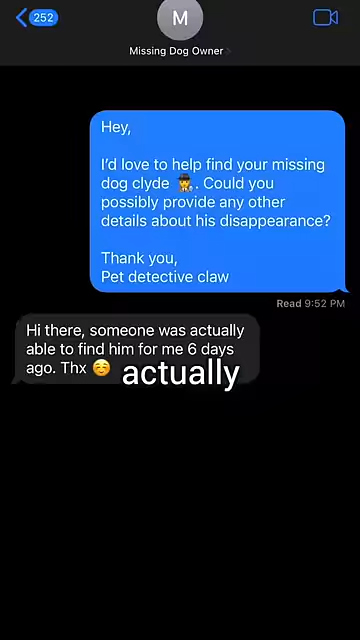 252
M
Missing Dog Owner
Hey,
I'd love to help find your missing
dog clyde 🕵️. Could you
possibly provide any other
details about his disappearance?
Thank you,
Pet detective claw
Read 9:52 PM
Hi there, someone was actually
able to find him for me 6 days
ago. Thx ☺️
actually